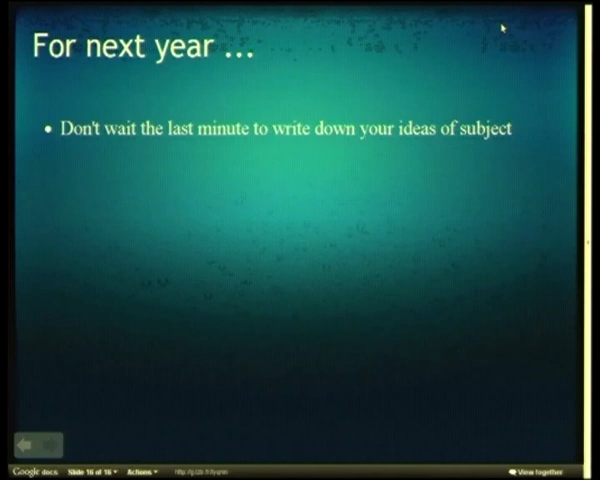 For next year ...
• Don't wait the last minute to write down your ideas of subject
Google docs Slide 16 of 16 Actions View together